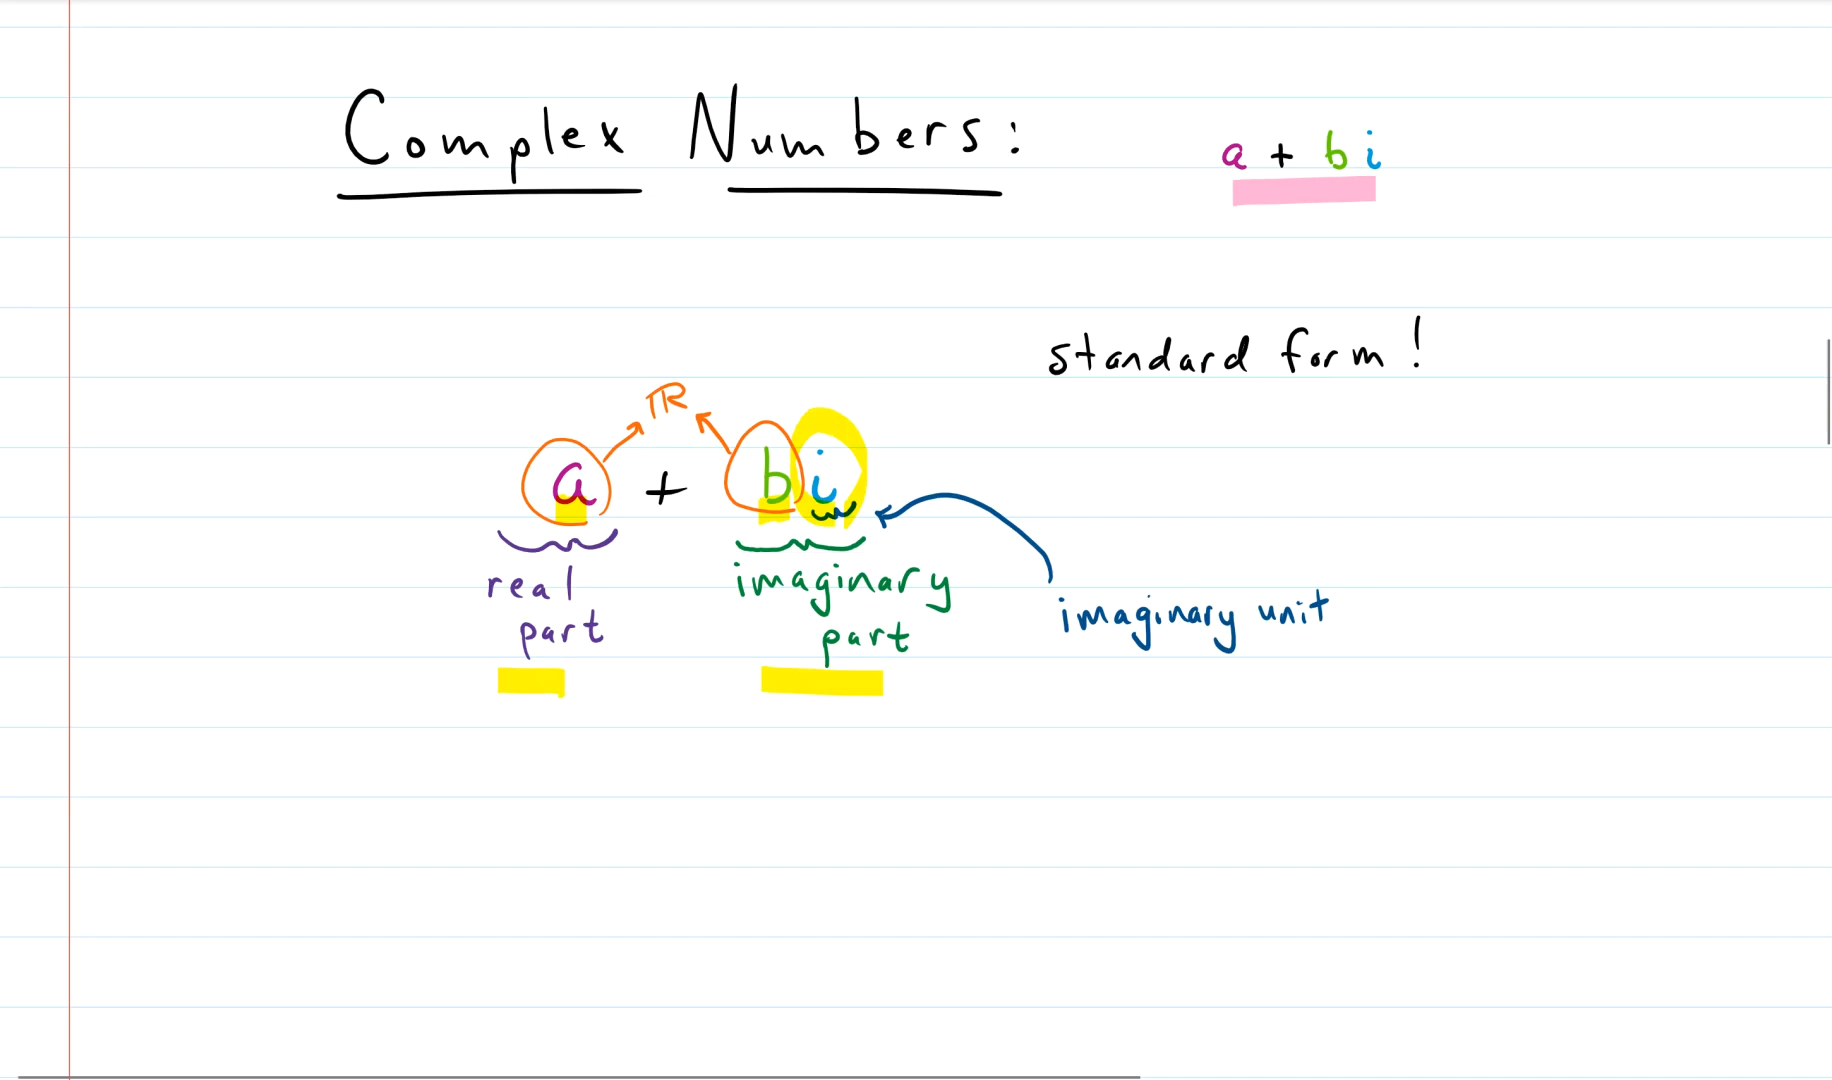 Complex Numbers:
a + bi
standard form!
ℝ
a + bi
real
part
imaginary
part
imaginary unit